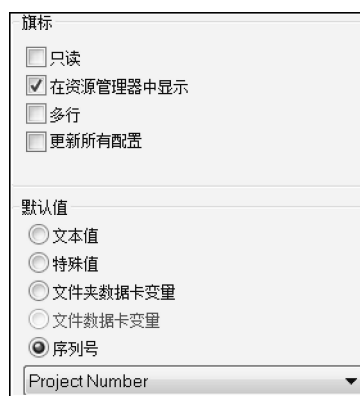 旗标
只读
在资源管理器中显示
多行
更新所有配置
默认值
文本值
特殊值
文件夹数据卡变量
文件数据卡变量
序列号
Project Number